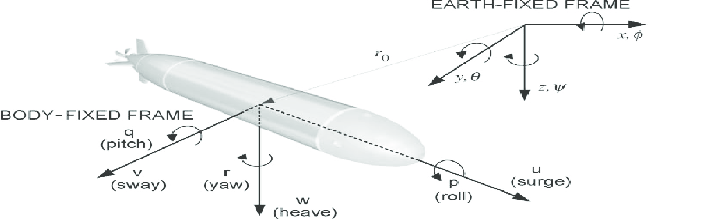 EARTH-FIXED FRAME
x, ϕ
r₀
y, θ
z, ψ
BODY-FIXED FRAME
q
(pitch)
v
(sway)
r
(yaw)
w
(heave)
p
(roll)
u
(surge)